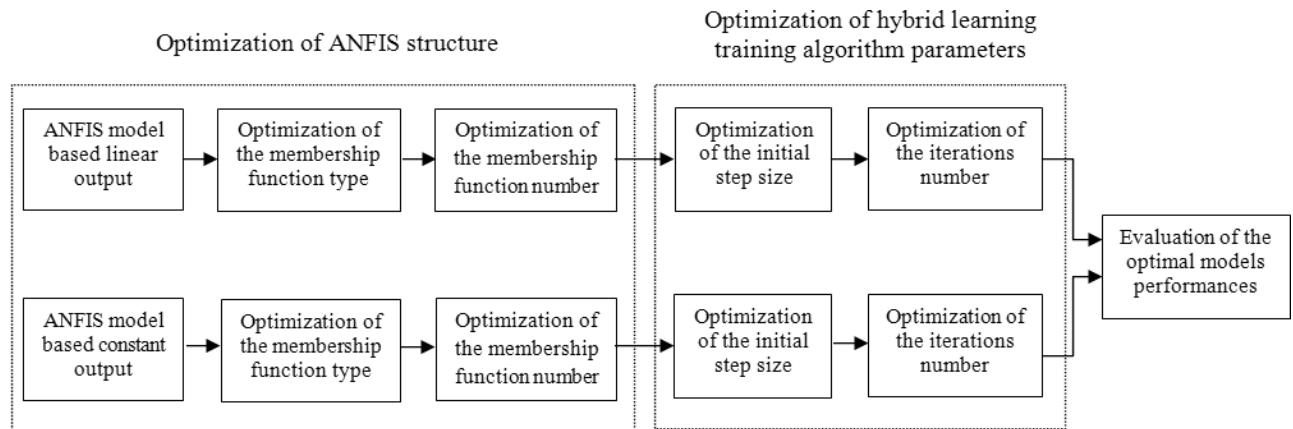 Optimization of ANFIS structure
Optimization of hybrid learning
training algorithm parameters
ANFIS model
based linear
output
Optimization of
the membership
function type
Optimization of
the membership
function number
Optimization
of the initial
step size
Optimization of
the iterations
number
Evaluation of the
optimal models
performances
ANFIS model
based constant
output
Optimization of
the membership
function type
Optimization of
the membership
function number
Optimization
of the initial
step size
Optimization of
the iterations
number